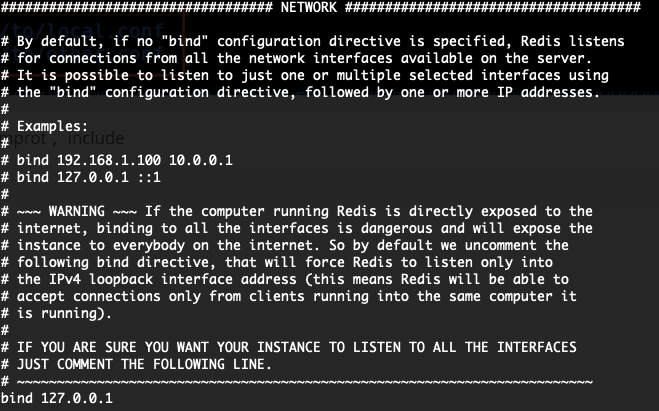 ################################## NETWORK #####################################
/to/local.conf
# By default, if no "bind" configuration directive is specified, Redis listens
# for connections from all the network interfaces available on the server.
# It is possible to listen to just one or multiple selected interfaces using
# the "bind" configuration directive, followed by one or more IP addresses.
#
# Examples:
include
#
# bind 192.168.1.100 10.0.0.1
# bind 127.0.0.1 ::1
#
# ~~~ WARNING ~~~ If the computer running Redis is directly exposed to the
# internet, binding to all the interfaces is dangerous and will expose the
# instance to everybody on the internet. So by default we uncomment the
# following bind directive, that will force Redis to listen only into
# the IPv4 loopback interface address (this means Redis will be able to
# accept connections only from clients running into the same computer it
# is running).
#
# IF YOU ARE SURE YOU WANT YOUR INSTANCE TO LISTEN TO ALL THE INTERFACES
# JUST COMMENT THE FOLLOWING LINE.
# ~~~~~~~~~~~~~~~~~~~~~~~~~~~~~~~~~~~~~~~~~~~~~~~~~~~~~~~~~~~~~~~~~~~~~~~~
bind 127.0.0.1